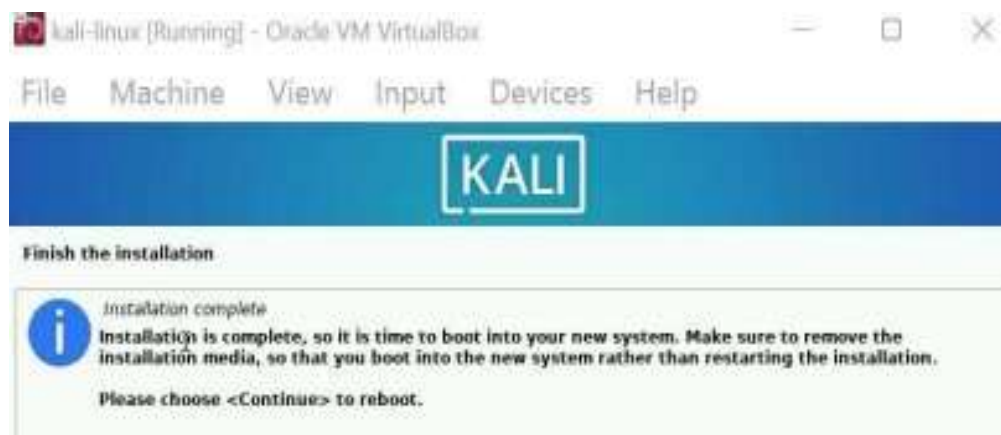 kali-linux [Running] - Oracle VM VirtualBox
File Machine View Input Devices Help
KALI
Finish the installation
Installation complete
Installation is complete, so it is time to boot into your new system. Make sure to remove the
installation media, so that you boot into the new system rather than restarting the installation.
Please choose <Continue> to reboot.